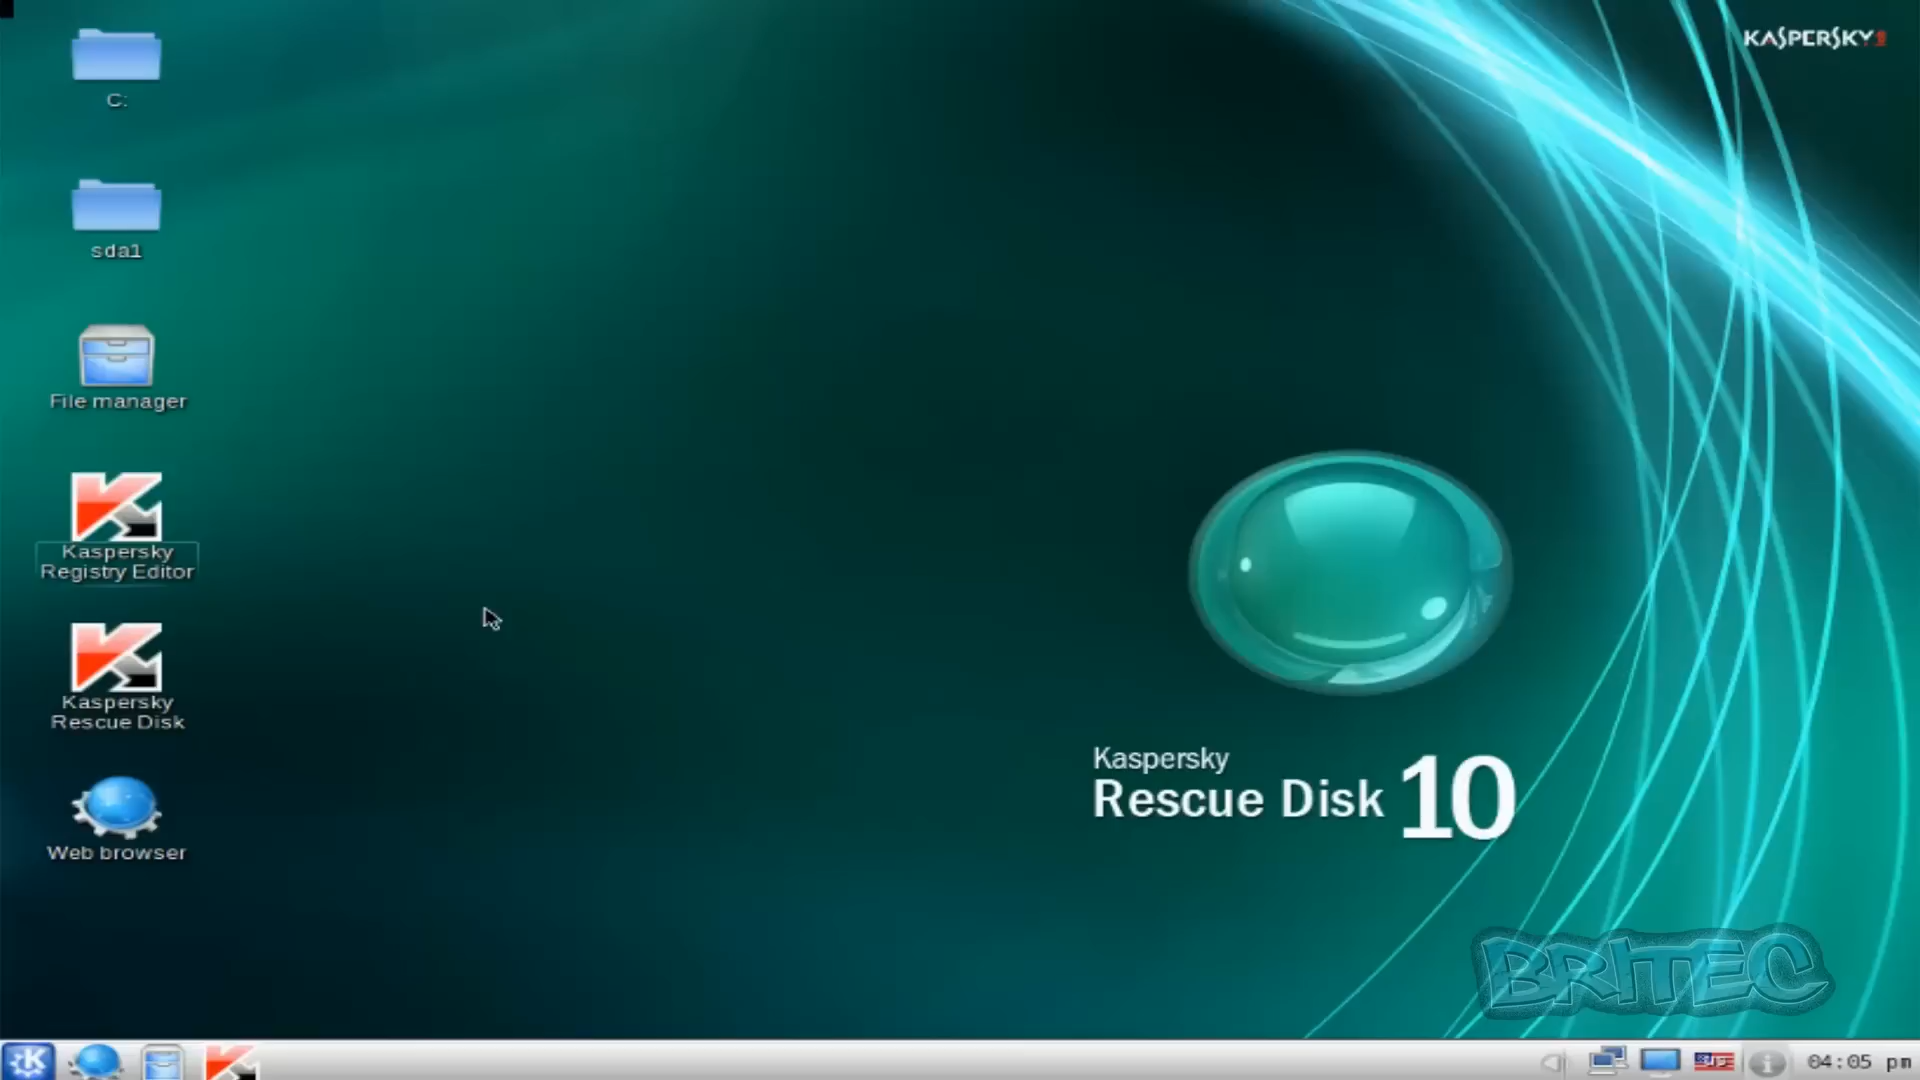 KASPERSKY
C:
sda1
File manager
Kaspersky
Registry Editor
Kaspersky
Rescue Disk
Web browser
Kaspersky
Rescue Disk 10
BRITEC
K
US
04:05 pm